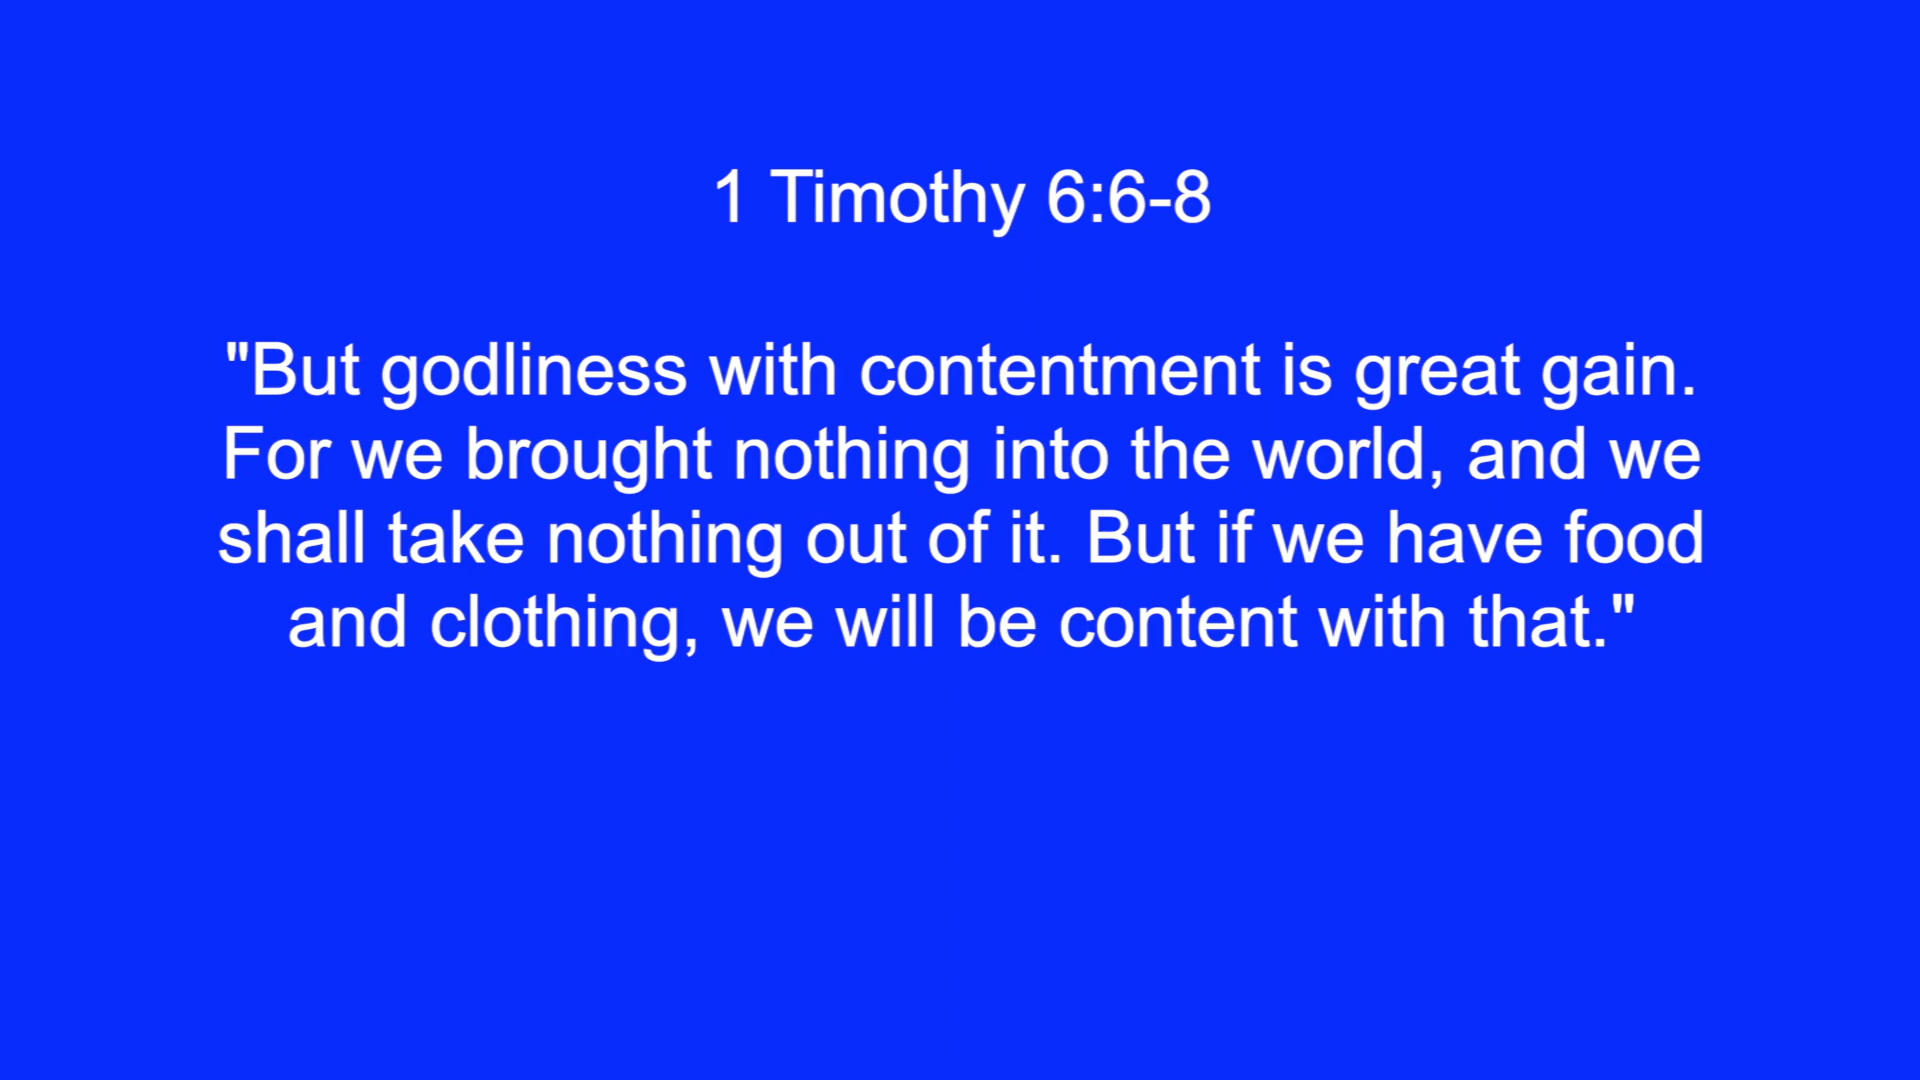 1 Timothy 6:6-8
"But godliness with contentment is great gain.
For we brought nothing into the world, and we
shall take nothing out of it. But if we have food
and clothing, we will be content with that."